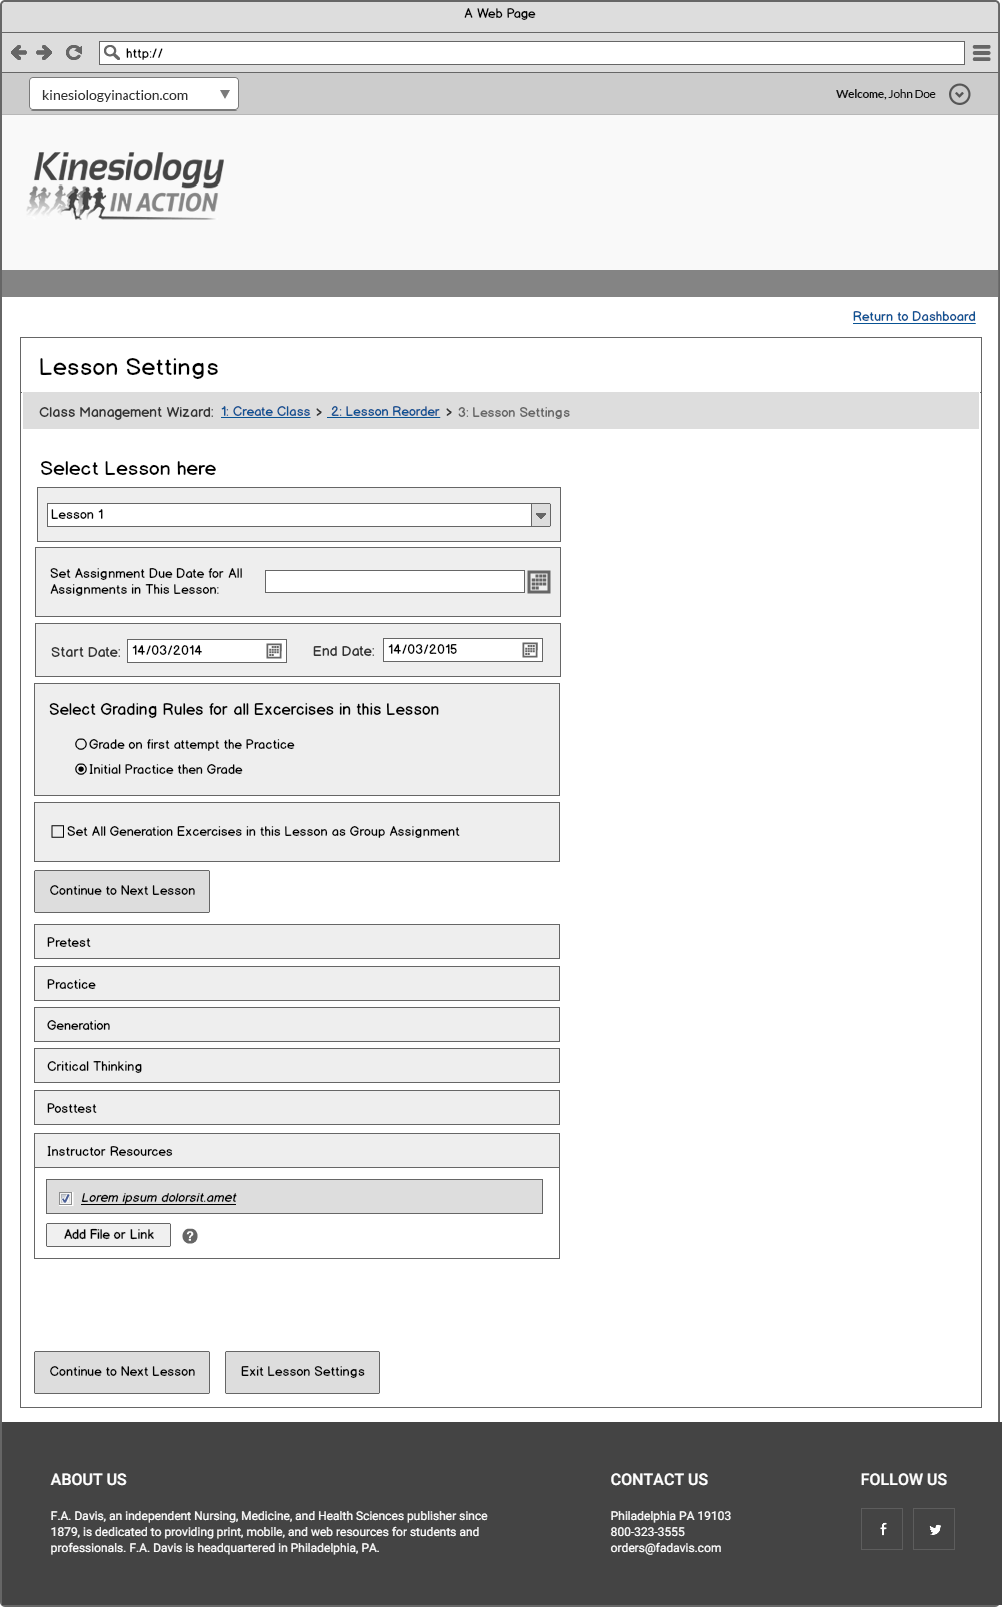 A Web Page
http://
kinesiologyinaction.com
Welcome, John Doe
Kinesiology
IN ACTION
Return to Dashboard
Lesson Settings
Class Management Wizard: 1: Create Class > 2: Lesson Reorder > 3: Lesson Settings
Select Lesson here
Lesson 1
Set Assignment Due Date for All
Assignments in This Lesson:
Start Date: 14/03/2014 End Date: 14/03/2015
Select Grading Rules for all Excercises in this Lesson
Grade on first attempt the Practice
Initial Practice then Grade
Set All Generation Excercises in this Lesson as Group Assignment
Continue to Next Lesson
Pretest
Practice
Generation
Critical Thinking
Posttest
Instructor Resources
Lorem ipsum dolorsit.amet
Add File or Link ?
Continue to Next Lesson Exit Lesson Settings
ABOUT US
F.A. Davis, an independent Nursing, Medicine, and Health Sciences publisher since
1879, is dedicated to providing print, mobile, and web resources for students and
professionals. F.A. Davis is headquartered in Philadelphia, PA.
CONTACT US
Philadelphia PA 19103
800-323-3555
orders@fadavis.com
FOLLOW US
f